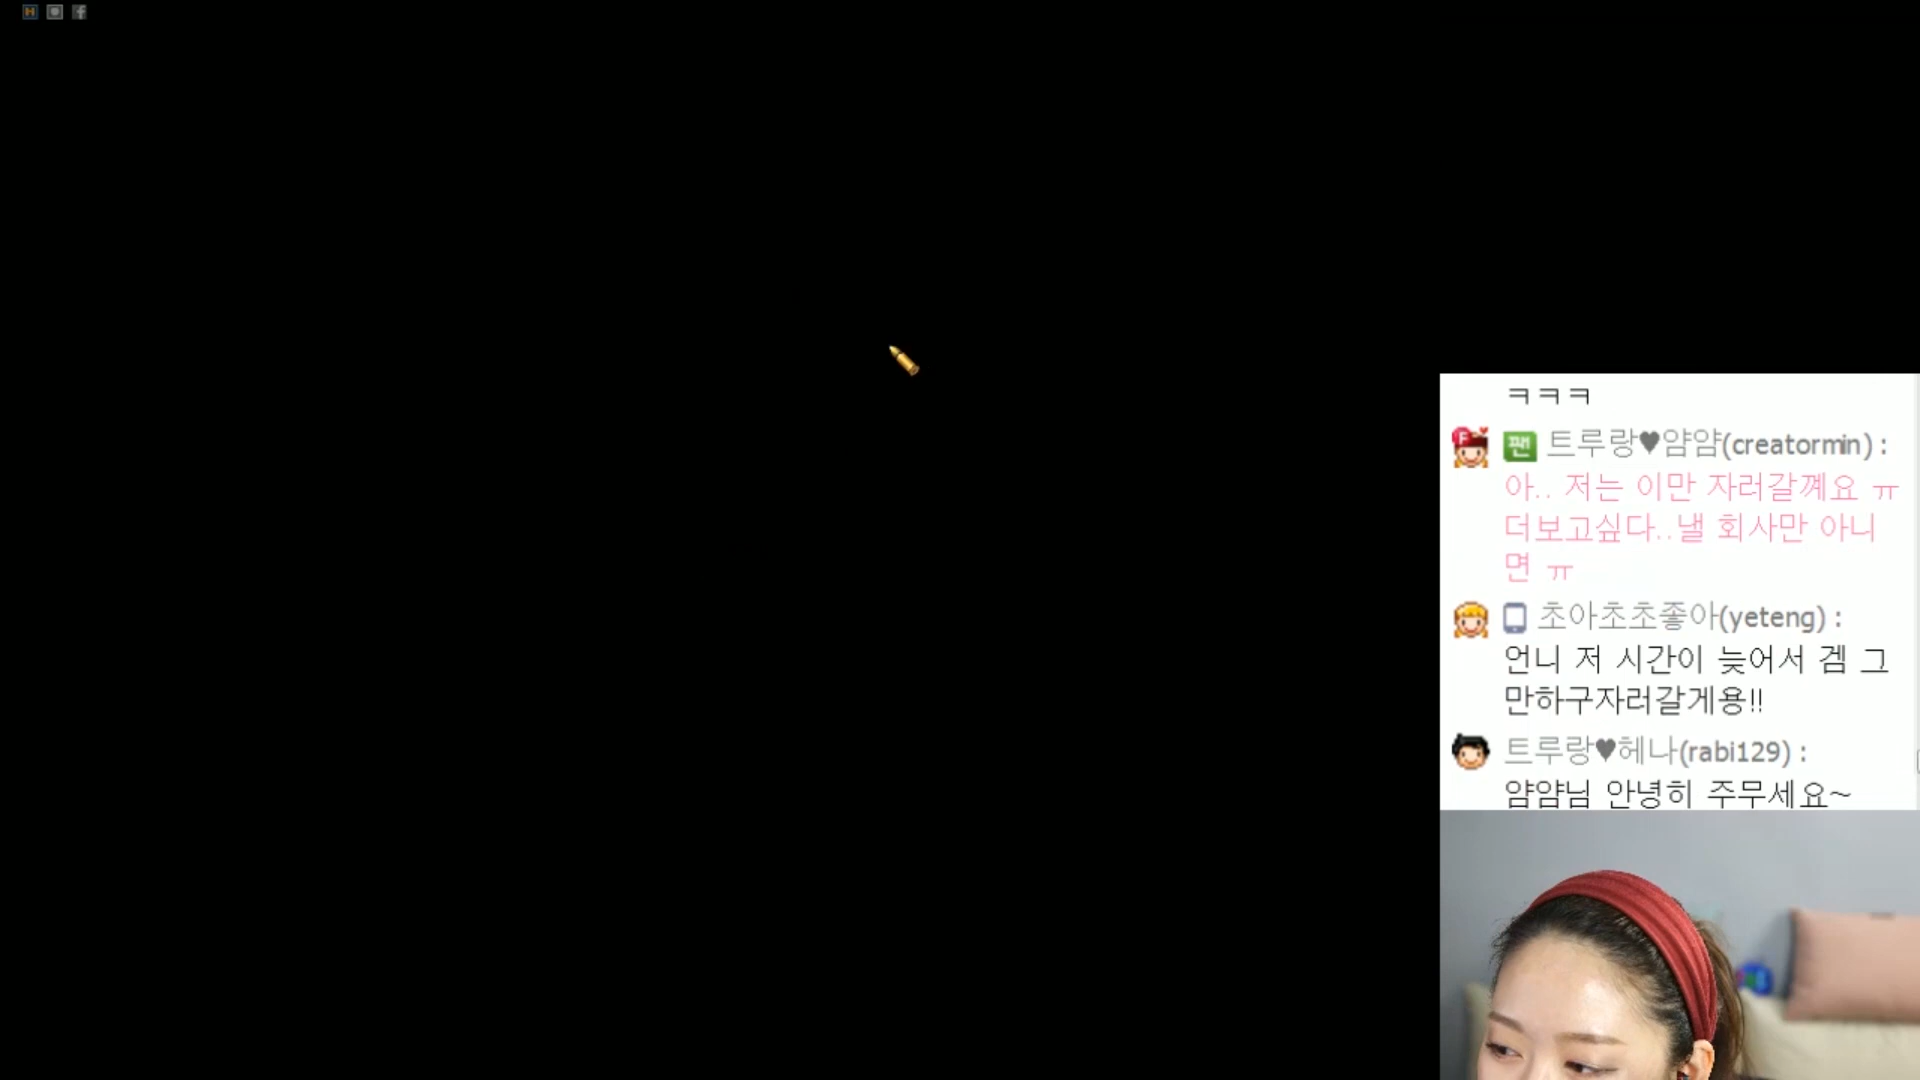 ㅋㅋㅋ
팬 트루랑♥얌얌(creatormin) :
아.. 저는 이만 자러갈꼐요 ㅠ
더보고싶다..낼 회사만 아니
면 ㅠ
초아초초좋아(yeteng) :
언니 저 시간이 늦어서 겜 그
만하구자러갈게용!!
트루랑♥헤나(rabi129) :
얌얌님 안녕히 주무세요~